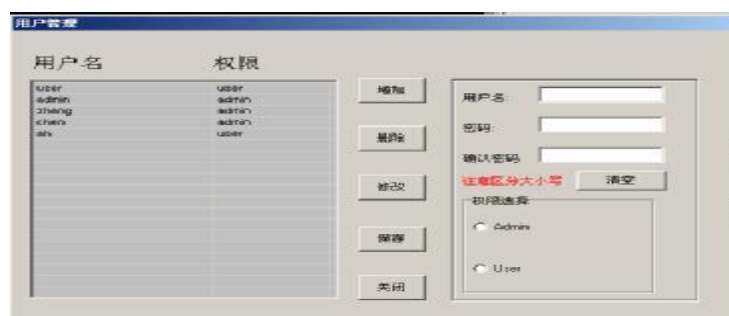 用户管理
用户名 权限
user user
admin admin
zheng admin
chen admin
user
增加
删除
修改
保存
关闭
用户名:
密码:
确认密码
注意区分大小写 清空
权限选择
Admin
User